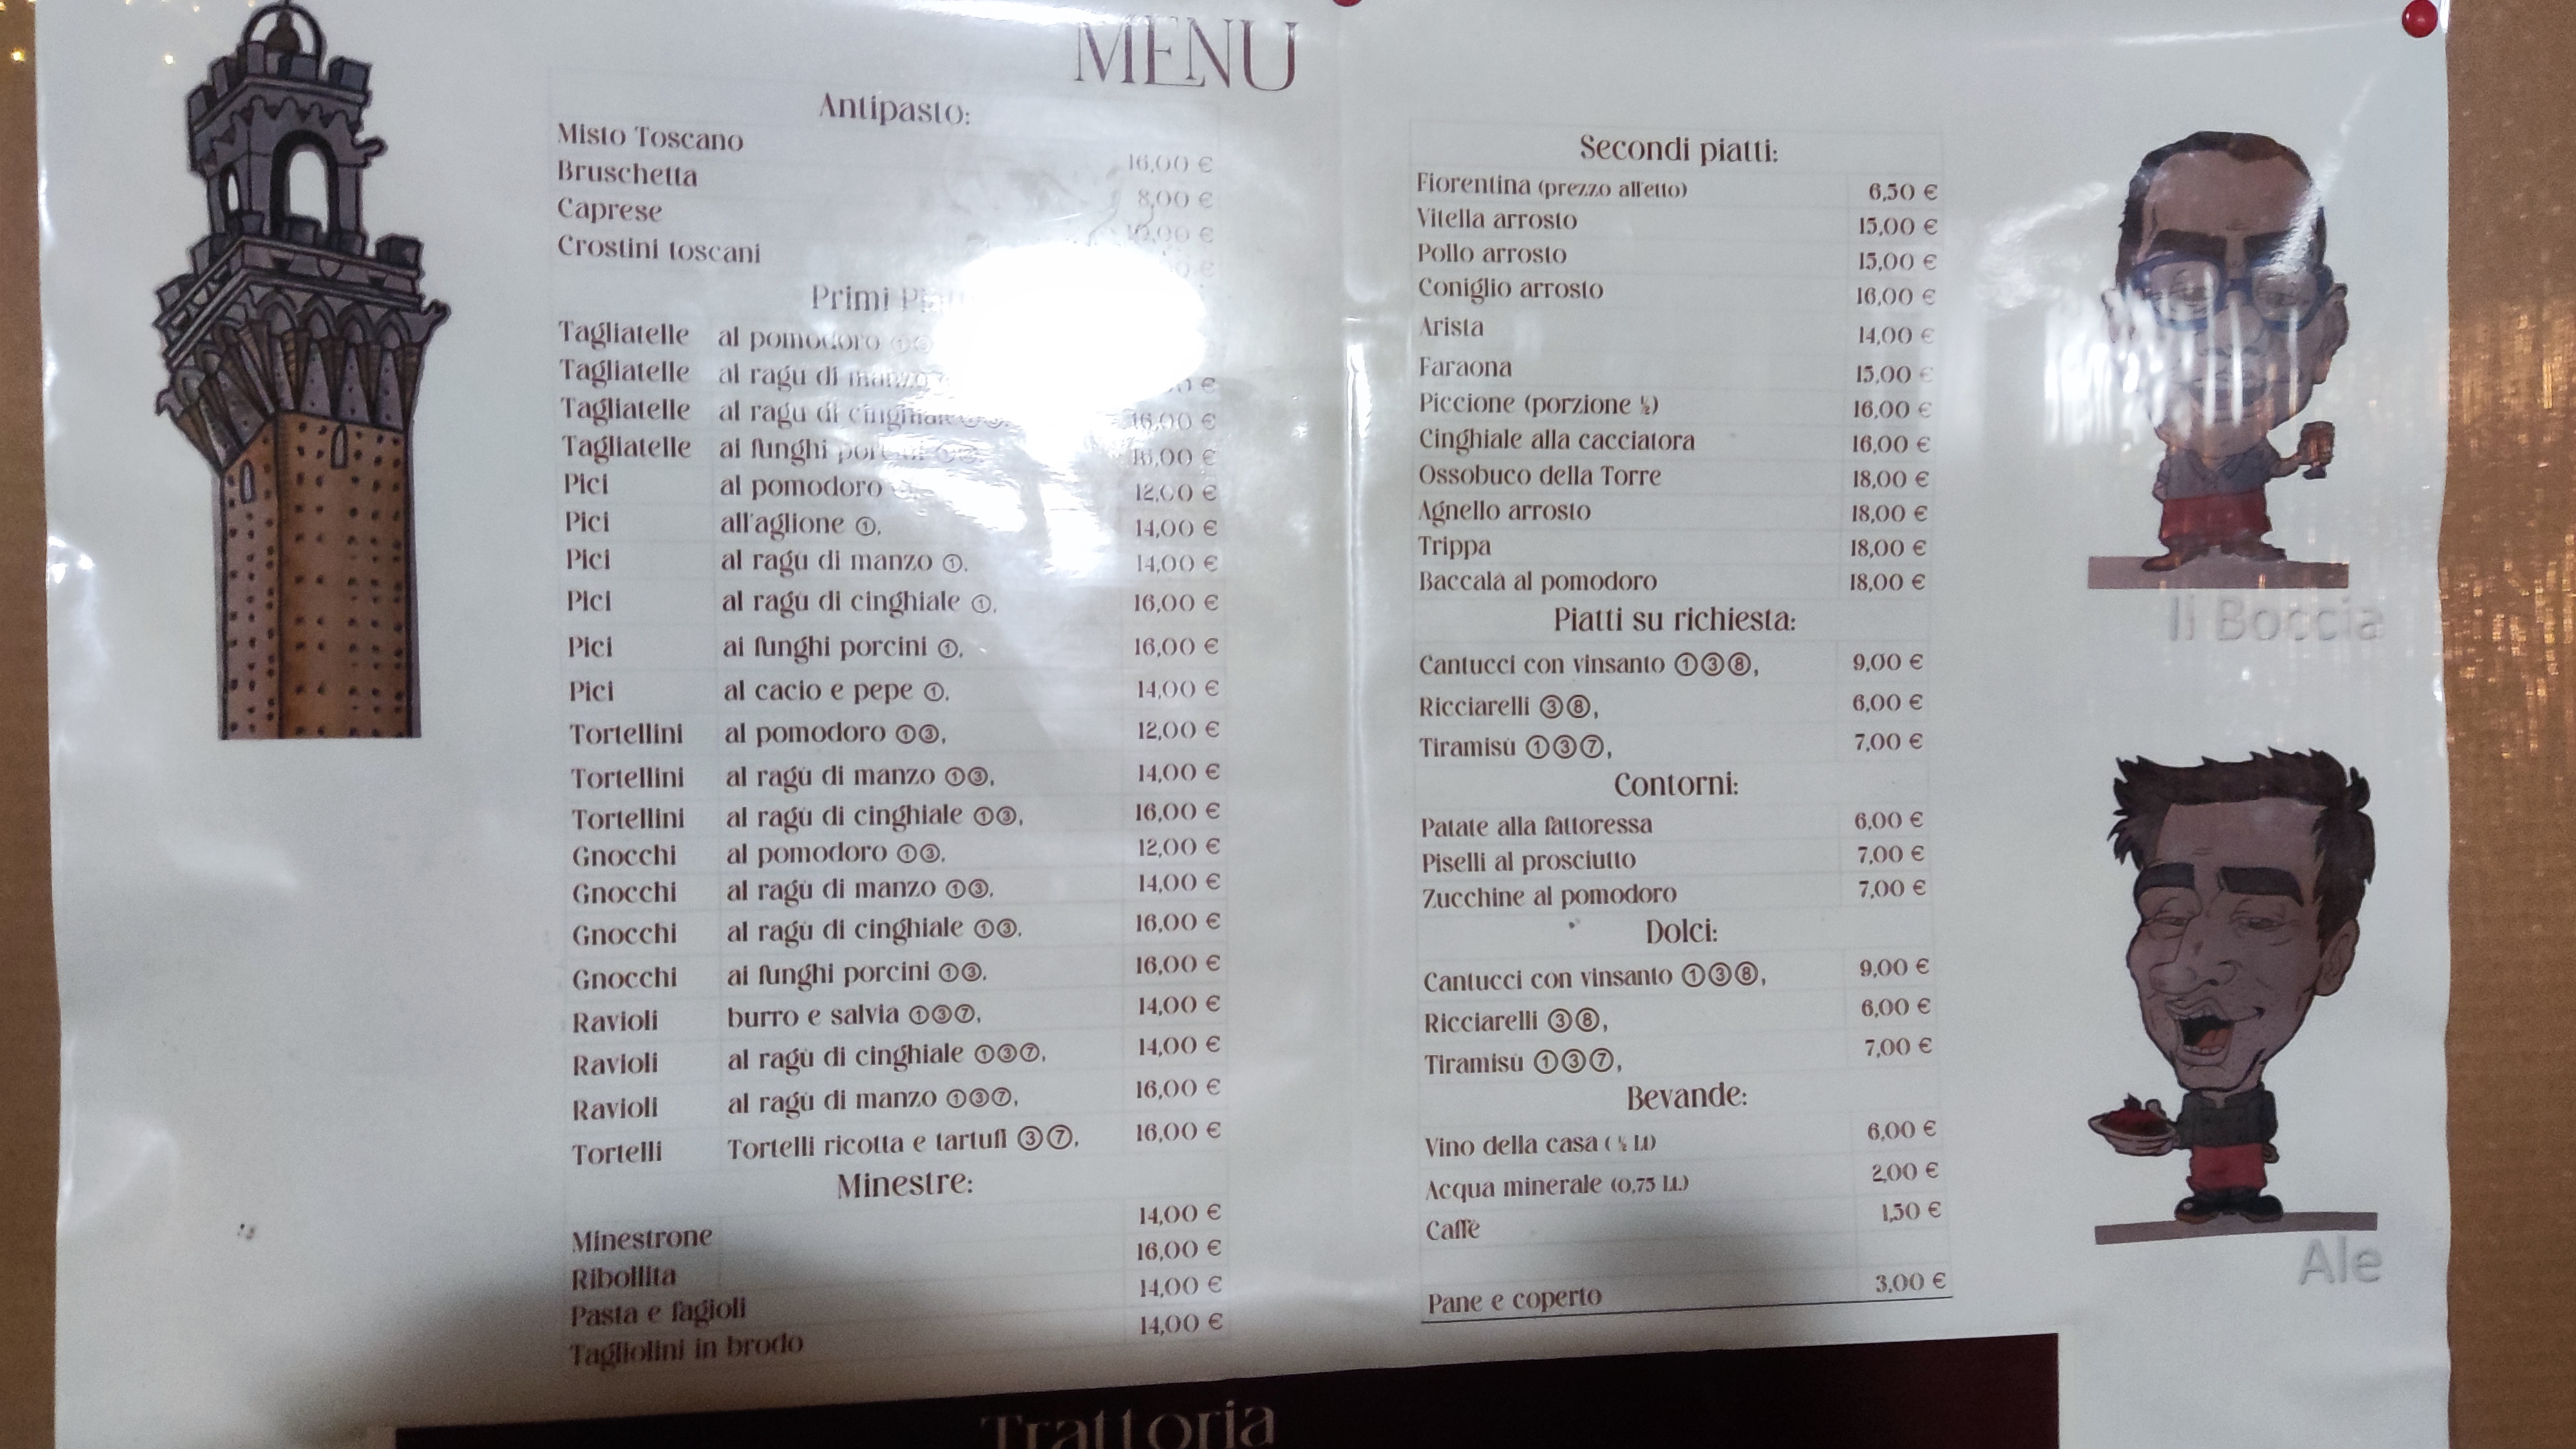 MENU
Antipasto:
Misto Toscano 16,00 €
Bruschetta 8,00 €
Caprese 10,00 €
Crostini toscani €
Primi
Tagliatelle al pomodoro ①
Tagliatelle al ragù di manzo €
Tagliatelle al ragù di cinghiale 16,00 €
Tagliatelle ai funghi porcini ①③ 16,00 €
Pici al pomodoro 12,00 €
Pici all'aglione ①, 14,00 €
Pici al ragù di manzo ①, 14,00 €
Pici al ragù di cinghiale ①, 16,00 €
Pici ai funghi porcini ①, 16,00 €
Pici al cacio e pepe ①, 14,00 €
Tortellini al pomodoro ①③, 12,00 €
Tortellini al ragù di manzo ①③, 14,00 €
Tortellini al ragù di cinghiale ①③, 16,00 €
Gnocchi al pomodoro ①③, 12,00 €
Gnocchi al ragù di manzo ①③, 14,00 €
Gnocchi al ragù di cinghiale ①③, 16,00 €
Gnocchi ai funghi porcini ①③, 16,00 €
Ravioli burro e salvia ①③⑦, 14,00 €
Ravioli al ragù di cinghiale ①③⑦, 14,00 €
Ravioli al ragù di manzo ①③⑦, 16,00 €
Tortelli Tortelli ricotta e tartufi ③⑦, 16,00 €
Minestre:
Minestrone 14,00 €
Ribollita 16,00 €
Pasta e fagioli 14,00 €
Tagliolini in brodo 14,00 €
Secondi piatti:
Fiorentina (prezzo all'etto) 6,50 €
Vitella arrosto 15,00 €
Pollo arrosto 15,00 €
Coniglio arrosto 16,00 €
Arista 14,00 €
Faraona 15,00 €
Piccione (porzione ½) 16,00 €
Cinghiale alla cacciatora 16,00 €
Ossobuco della Torre 18,00 €
Agnello arrosto 18,00 €
Trippa 18,00 €
Baccalà al pomodoro 18,00 €
Piatti su richiesta:
Cantucci con vinsanto ①③⑧, 9,00 €
Ricciarelli ③⑧, 6,00 €
Tiramisù ①③⑦, 7,00 €
Contorni:
Patate alla fattoressa 6,00 €
Piselli al prosciutto 7,00 €
Zucchine al pomodoro 7,00 €
Dolci:
Cantucci con vinsanto ①③⑧, 9,00 €
Ricciarelli ③⑧, 6,00 €
Tiramisù ①③⑦, 7,00 €
Bevande:
Vino della casa ( ½ Lt) 6,00 €
Acqua minerale (0,75 Lt.) 2,00 €
Caffè 1,50 €
Pane e coperto 3,00 €
Il Boccia
Ale
Trattoria